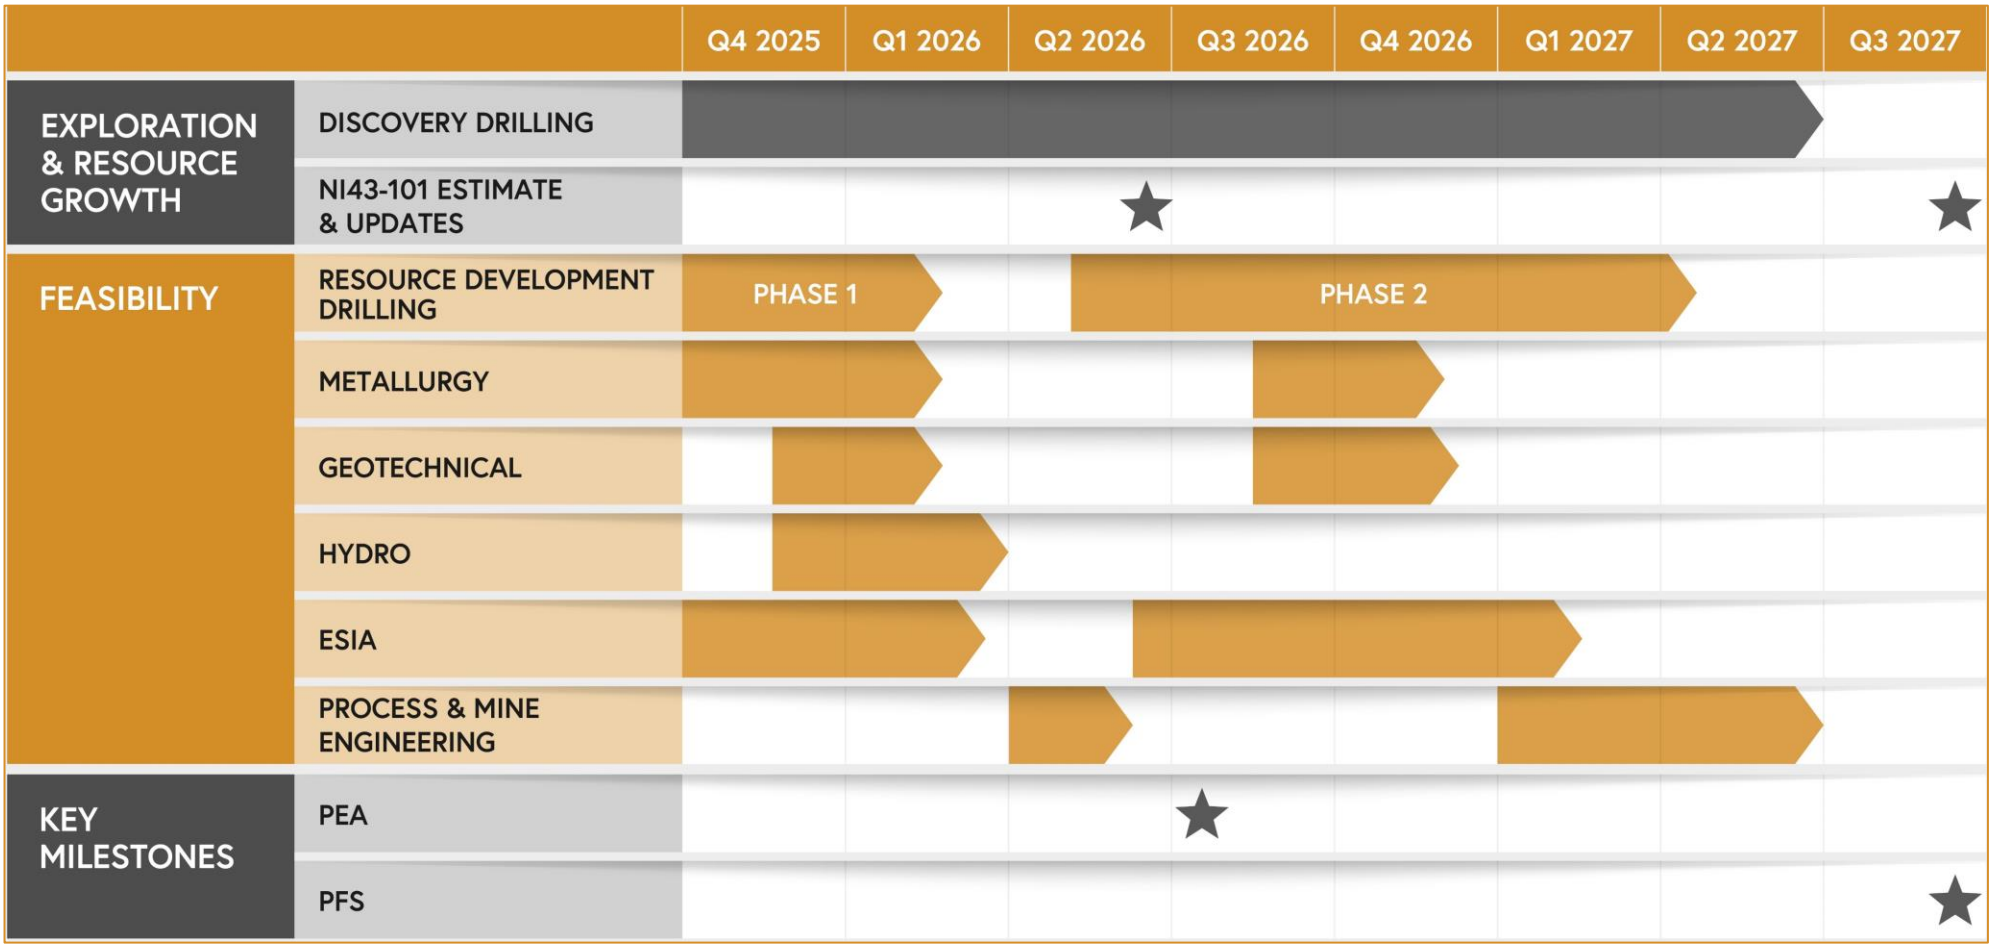 Q4 2025
Q1 2026
Q2 2026
Q3 2026
Q4 2026
Q1 2027
Q2 2027
Q3 2027
EXPLORATION
& RESOURCE
GROWTH
DISCOVERY DRILLING
NI43-101 ESTIMATE
& UPDATES
FEASIBILITY
RESOURCE DEVELOPMENT
DRILLING
PHASE 1
PHASE 2
METALLURGY
GEOTECHNICAL
HYDRO
ESIA
PROCESS & MINE
ENGINEERING
KEY
MILESTONES
PEA
PFS